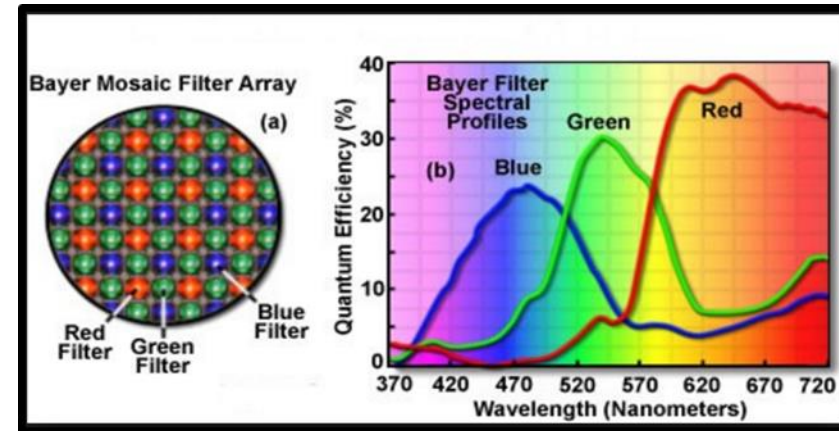 Bayer Mosaic Filter Array
(a)
Red
Filter
Green
Filter
Blue
Filter
Bayer Filter
Spectral
Profiles
(b)
Blue
Green
Red
Quantum Efficiency (%)
40
30
20
10
0
370 420 470 520 570 620 670 720
Wavelength (Nanometers)